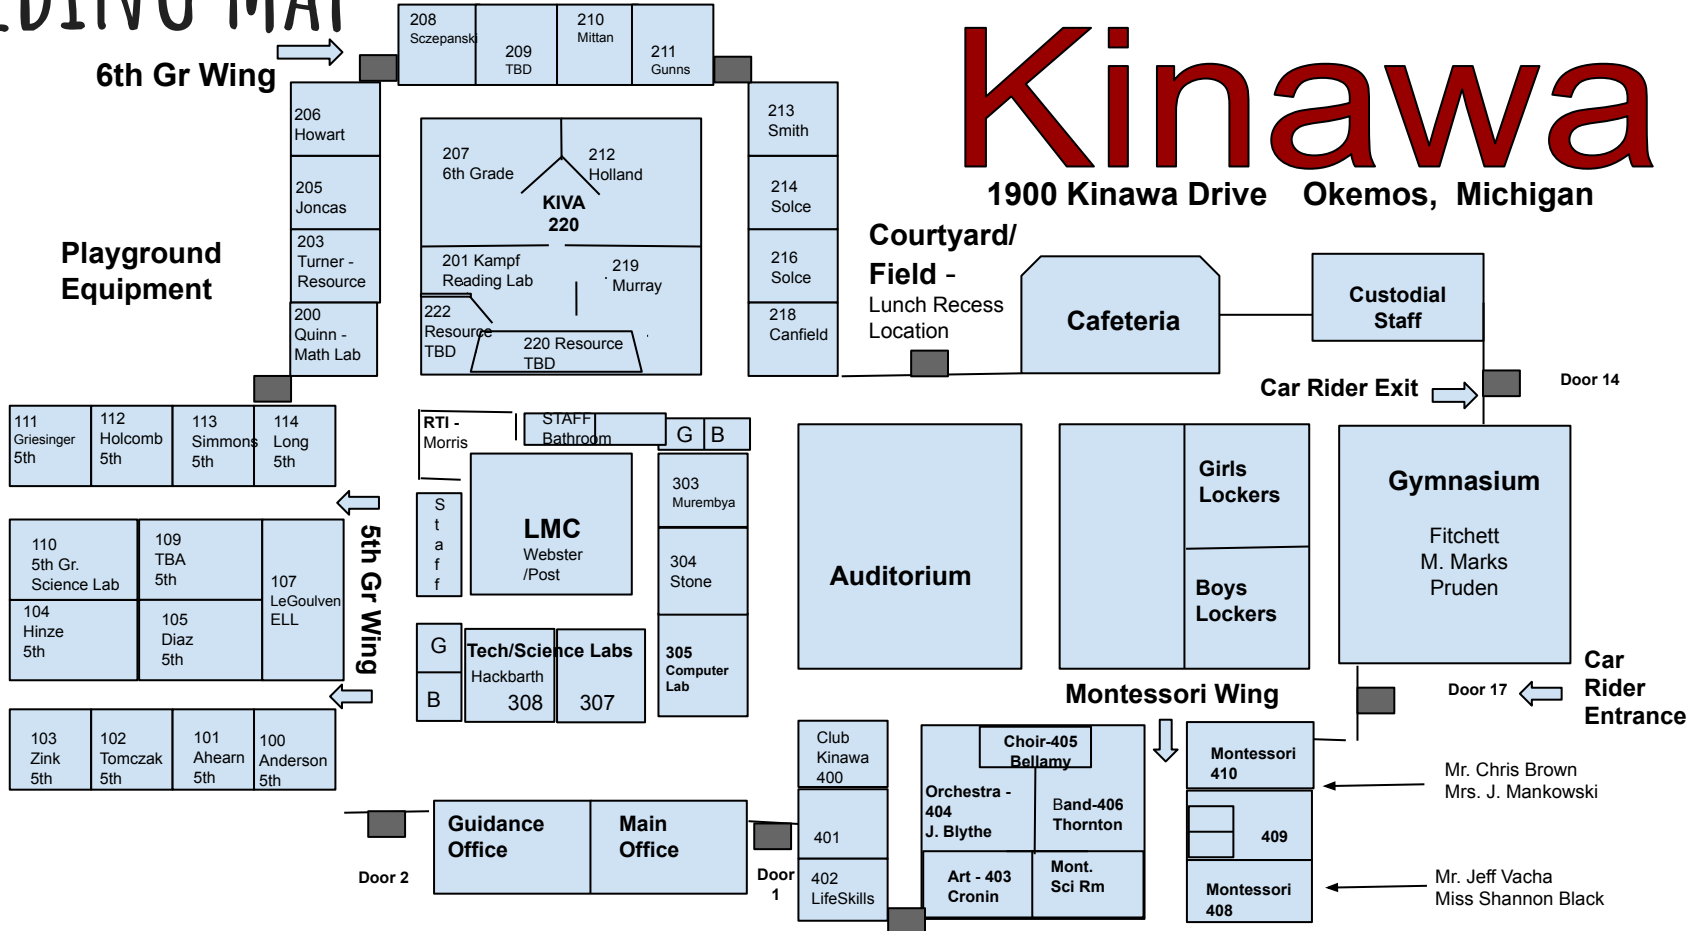 MAP
6th Gr Wing
208
Sczepanski
209
TBD
210
Mittan
211
Gunns
Kinawa
1900 Kinawa Drive Okemos, Michigan
206
Howart
205
Joncas
203
Turner -
Resource
200
Quinn -
Math Lab
207
6th Grade
212
Holland
KIVA
220
201 Kampf
Reading Lab
219
Murray
222
Resource
TBD
220 Resource
TBD
213
Smith
214
Solce
216
Solce
218
Canfield
Playground
Equipment
Courtyard/
Field -
Lunch Recess
Location
Cafeteria
Custodial
Staff
Car Rider Exit
Door 14
111
Griesinger
5th
112
Holcomb
5th
113
Simmons
5th
114
Long
5th
RTI -
Morris
STAFF
Bathroom
G
B
110
5th Gr.
Science Lab
109
TBA
5th
107
LeGoulven
ELL
104
Hinze
5th
105
Diaz
5th
5th Gr Wing
Staff
LMC
Webster
/Post
303
Murembya
304
Stone
305
Computer
Lab
G
B
Tech/Science Labs
Hackbarth
308
307
Auditorium
Girls
Lockers
Boys
Lockers
Gymnasium
Fitchett
M. Marks
Pruden
Car
Rider
Entrance
Door 17
Montessori Wing
103
Zink
5th
102
Tomczak
5th
101
Ahearn
5th
100
Anderson
5th
Door 2
Guidance
Office
Main
Office
Door
1
Club
Kinawa
400
401
402
LifeSkills
Choir-405
Bellamy
Orchestra -
404
J. Blythe
Band-406
Thornton
Art - 403
Cronin
Mont.
Sci Rm
Montessori
410
409
Montessori
408
Mr. Chris Brown
Mrs. J. Mankowski
Mr. Jeff Vacha
Miss Shannon Black